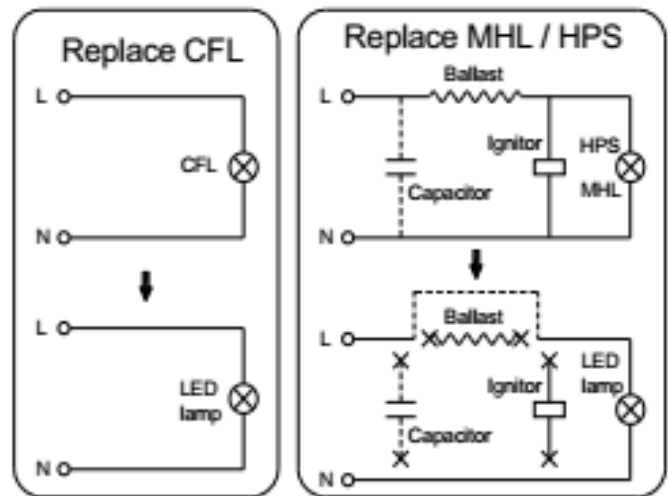 Replace CFL
L
CFL
N
L
LED
lamp
N
Replace MHL / HPS
Ballast
L
Ignitor
HPS
MHL
Capacitor
N
Ballast
L
LED
lamp
Ignitor
Capacitor
N